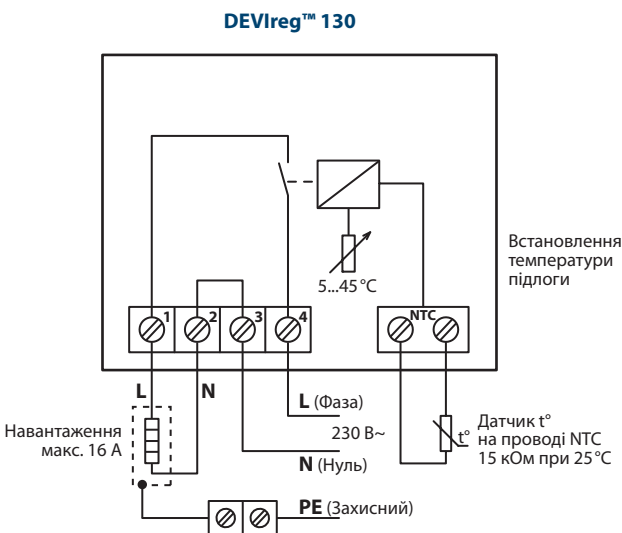 DEVIreg™ 130
Встановлення
температури
підлоги
5...45 °C
1 2 3 4 NTC
L N
L (Фаза)
230 В~
N (Нуль)
Навантаження
макс. 16 А
t°
Датчик t°
на проводі NTC
15 кОм при 25 °C
PE (Захисний)